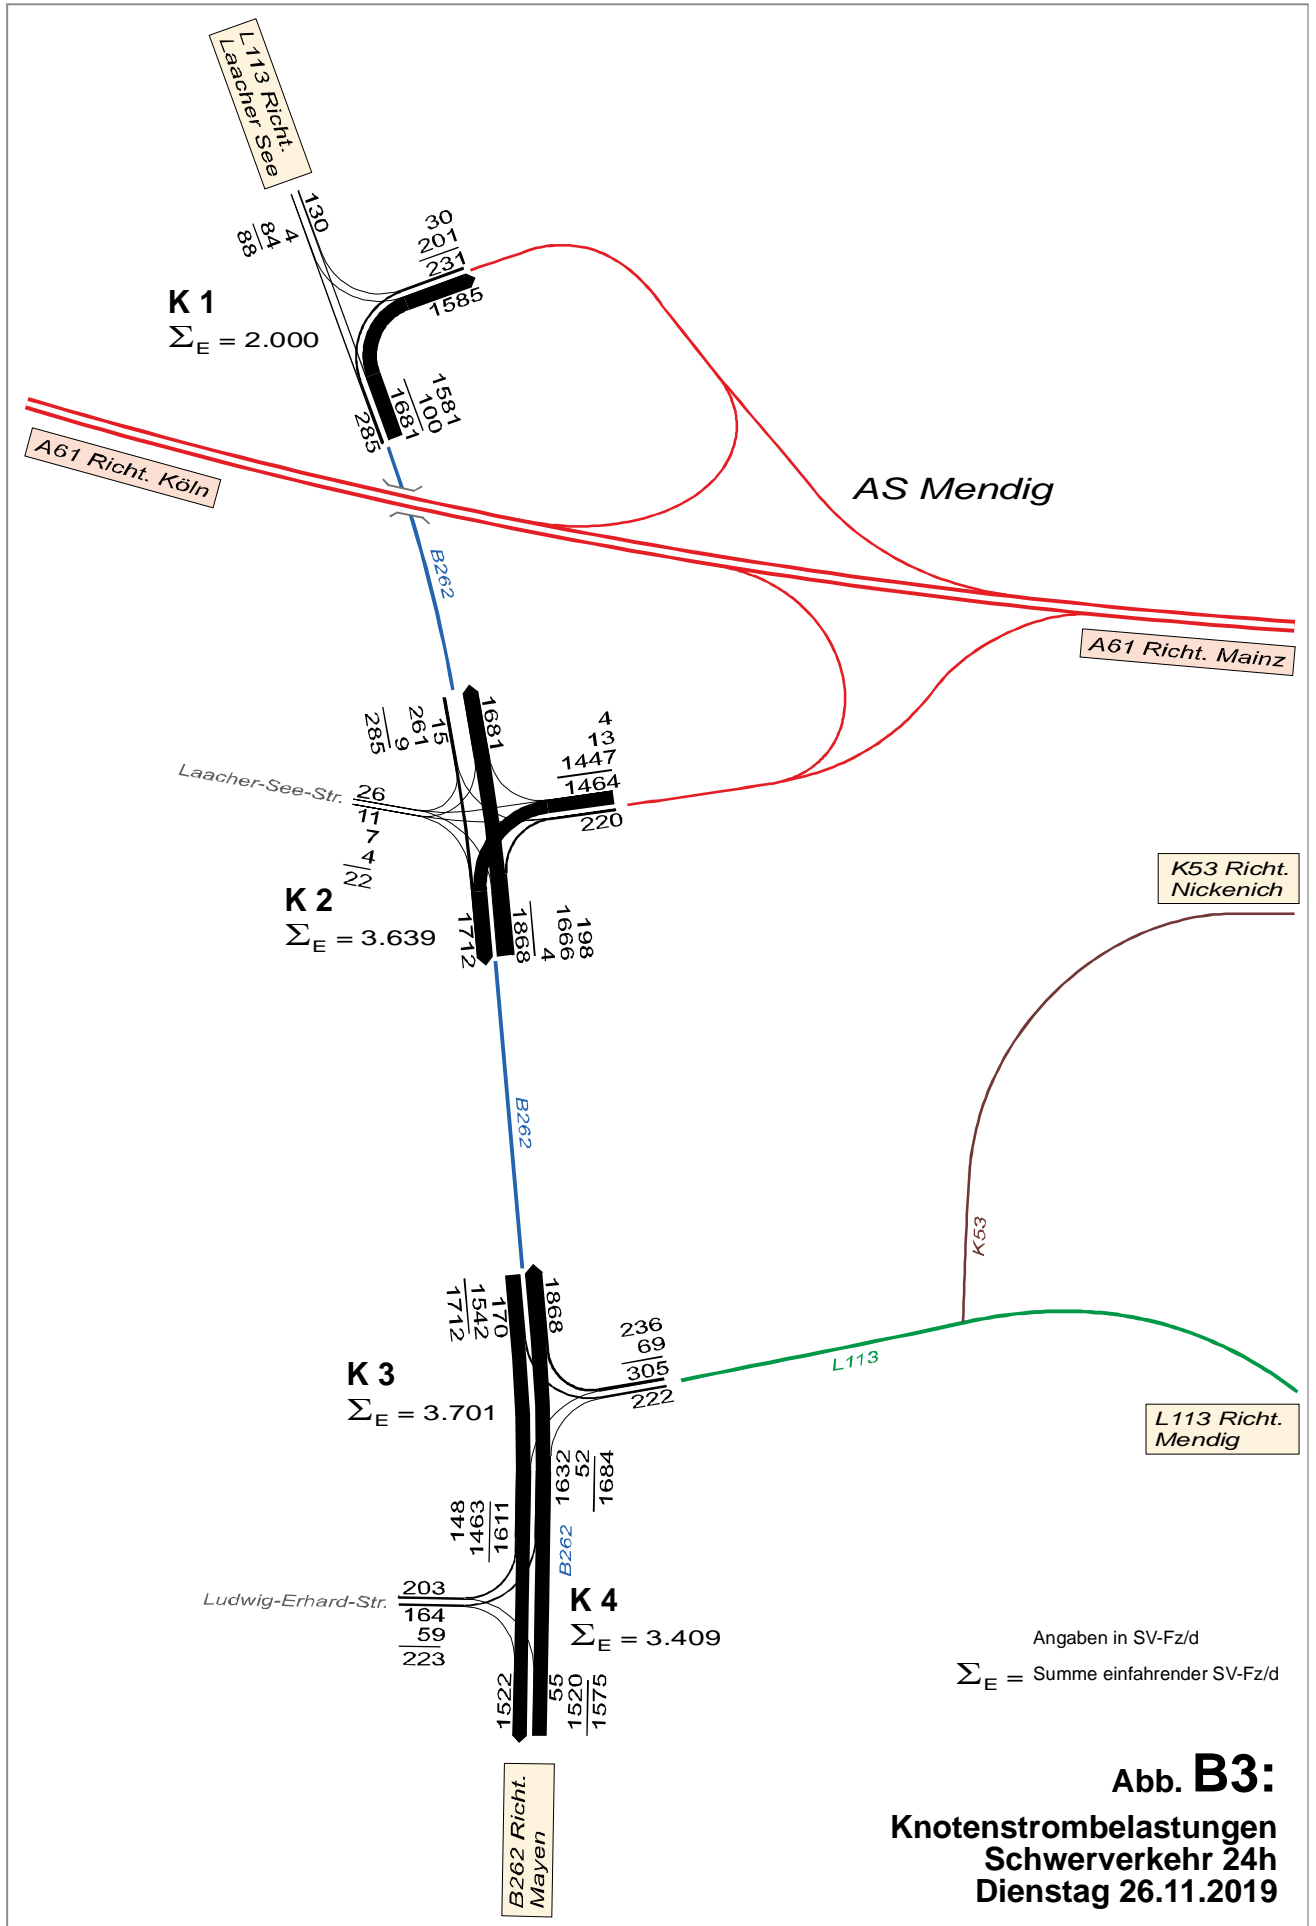 L113 Richt.
Laacher See
130
4
84
88
30
201
231
1585
K 1
Σ E = 2.000
1581
100
1681
285
A61 Richt. Köln
AS Mendig
B262
A61 Richt. Mainz
15
261
9
285
1681
4
13
1447
1464
220
Laacher-See-Str.
26
11
7
4
22
K 2
Σ E = 3.639
1712
1868
4
1666
198
K53 Richt.
Nickenich
B262
K53
170
1542
1712
1868
236
69
305
222
L113
K 3
Σ E = 3.701
L113 Richt.
Mendig
1632
52
1684
148
1463
1611
B262
Ludwig-Erhard-Str.
203
164
59
223
K 4
Σ E = 3.409
1522
55
1520
1575
Angaben in SV-Fz/d
Σ E = Summe einfahrender SV-Fz/d
B262 Richt.
Mayen
Abb. B3:
Knotenstrombelastungen
Schwerverkehr 24h
Dienstag 26.11.2019